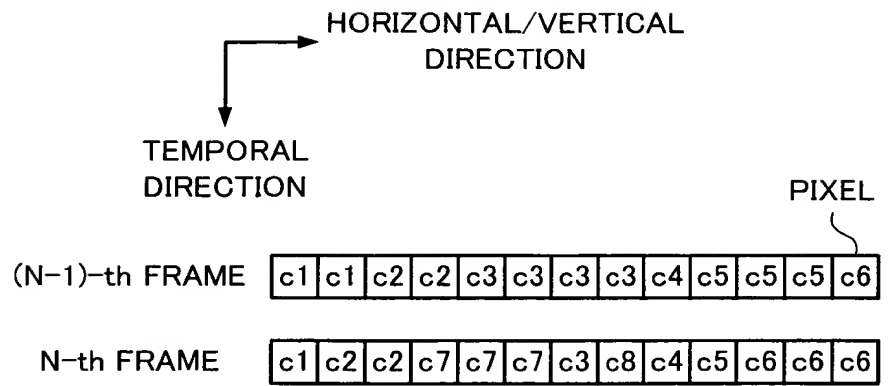 HORIZONTAL/VERTICAL
DIRECTION
TEMPORAL
DIRECTION
PIXEL
(N-1)-th FRAME c1 c1 c2 c2 c3 c3 c3 c3 c4 c5 c5 c5 c6
N-th FRAME c1 c2 c2 c7 c7 c7 c3 c8 c4 c5 c6 c6 c6